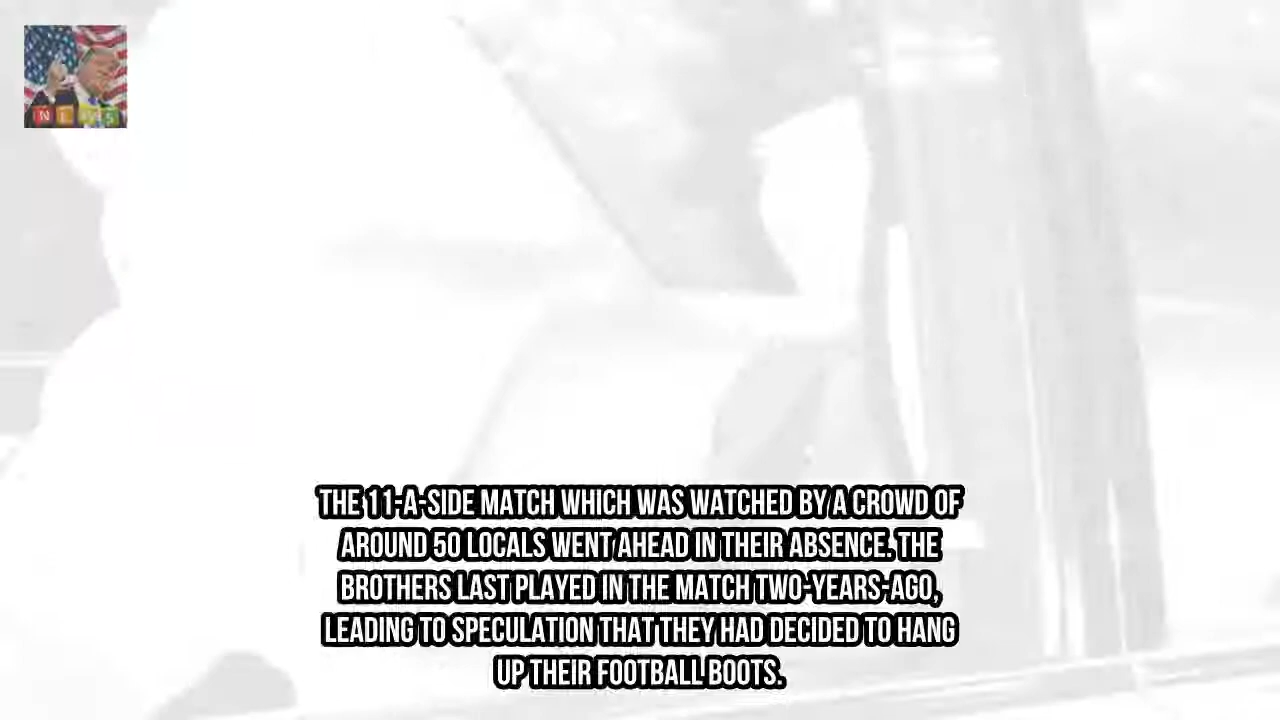 NEWS
THE 11-A-SIDE MATCH WHICH WAS WATCHED BY A CROWD OF
AROUND 50 LOCALS WENT AHEAD IN THEIR ABSENCE. THE
BROTHERS LAST PLAYED IN THE MATCH TWO-YEARS-AGO,
LEADING TO SPECULATION THAT THEY HAD DECIDED TO HANG
UP THEIR FOOTBALL BOOTS.